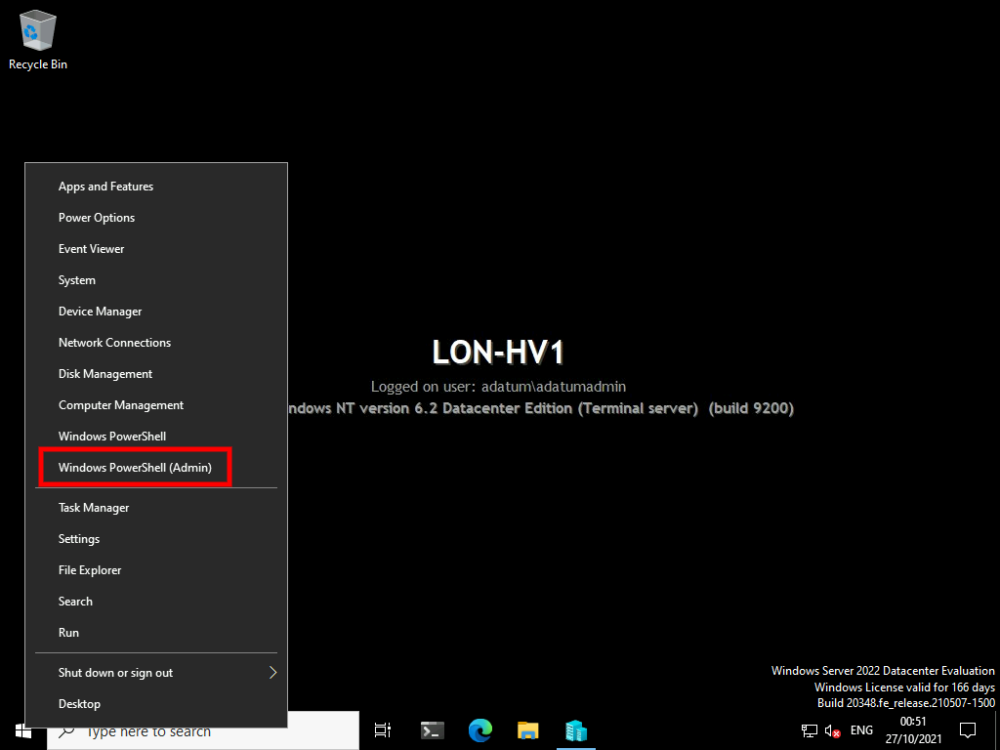 Recycle Bin
Apps and Features
Power Options
Event Viewer
System
Device Manager
Network Connections
Disk Management
Computer Management
Windows PowerShell
Windows PowerShell (Admin)
Task Manager
Settings
File Explorer
Search
Run
Shut down or sign out
Desktop
LON-HV1
Logged on user: adatum\adatumadmin
ndows NT version 6.2 Datacenter Edition (Terminal server) (build 9200)
Windows Server 2022 Datacenter Evaluation
Windows License valid for 166 days
Build 20348.fe_release.210507-1500
Type here to search
ENG
00:51
27/10/2021